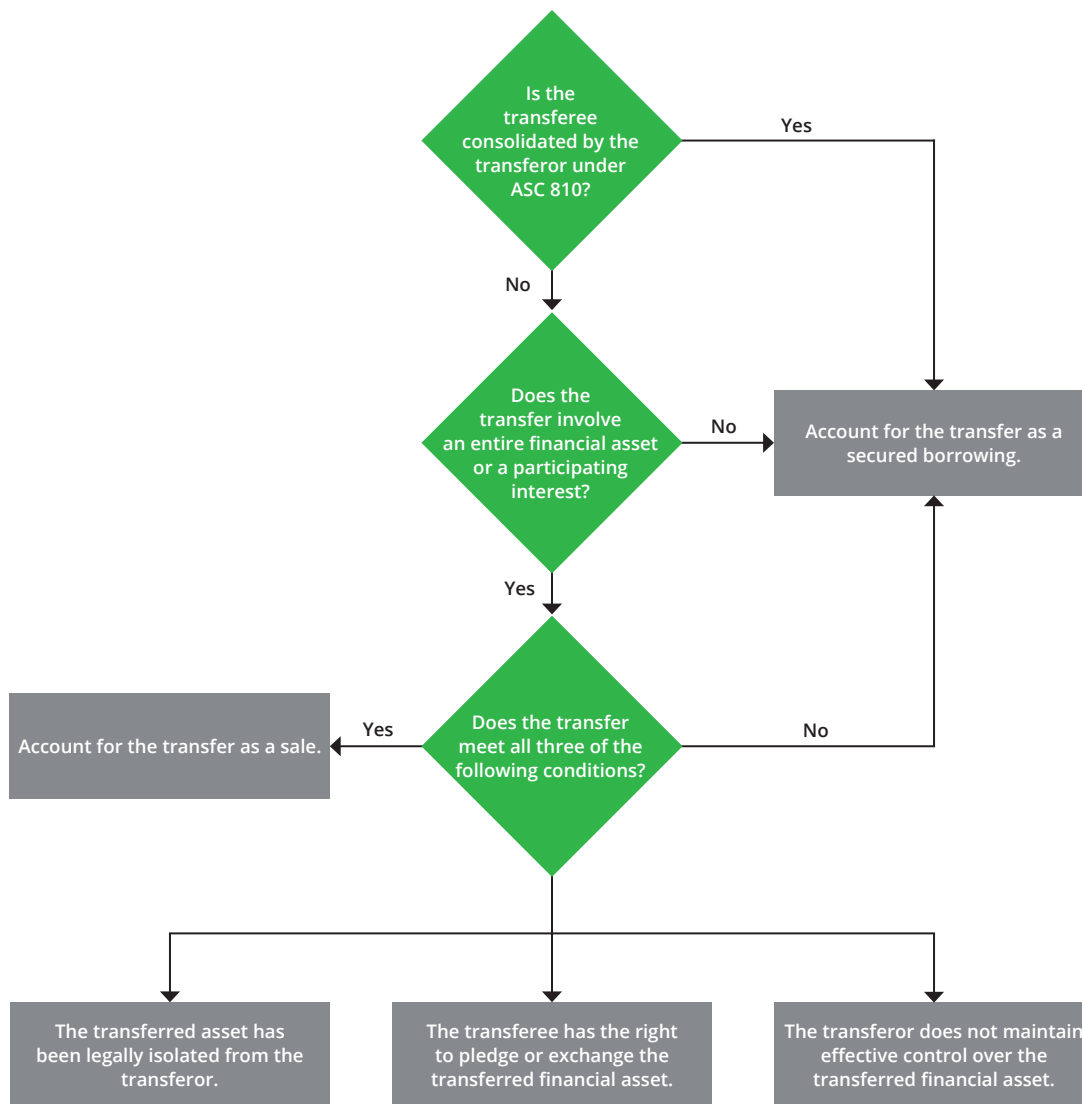 Is the
transferee
consolidated by the
transferor under
ASC 810?
Yes
No
Does the
transfer involve
an entire financial asset
or a participating
interest?
No
Account for the transfer as a
secured borrowing.
Yes
Account for the transfer as a sale.
Yes
Does the transfer
meet all three of the
following conditions?
No
The transferred asset has
been legally isolated from the
transferor.
The transferee has the right
to pledge or exchange the
transferred financial asset.
The transferor does not maintain
effective control over the
transferred financial asset.